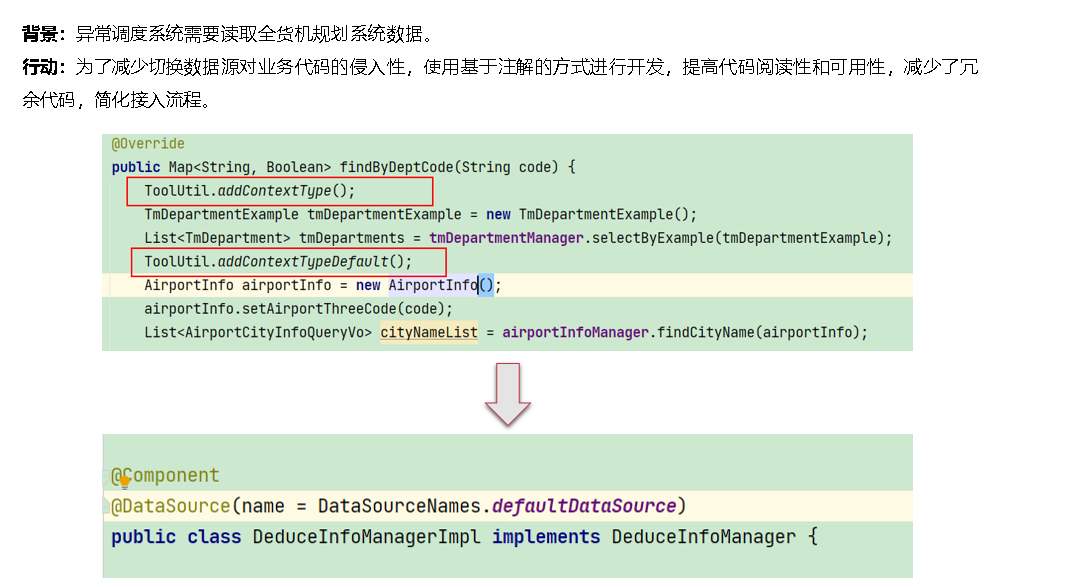 背景：异常调度系统需要读取全货机规划系统数据。
行动：为了减少切换数据源对业务代码的侵入性，使用基于注解的方式进行开发，提高代码阅读性和可用性，减少了冗
余代码，简化接入流程。
@Override
public Map<String, Boolean> findByDeptCode(String code) {
ToolUtil.addContextType();
TmDepartmentExample tmDepartmentExample = new TmDepartmentExample();
List<TmDepartment> tmDepartments = tmDepartmentManager.selectByExample(tmDepartmentExample);
ToolUtil.addContextTypeDefault();
AirportInfo airportInfo = new AirportInfo();
airportInfo.setAirportThreeCode(code);
List<AirportCityInfoQueryVo> cityNameList = airportInfoManager.findCityName(airportInfo);
@Component
@DataSource(name = DataSourceNames.defaultDataSource)
public class DeduceInfoManagerImpl implements DeduceInfoManager {